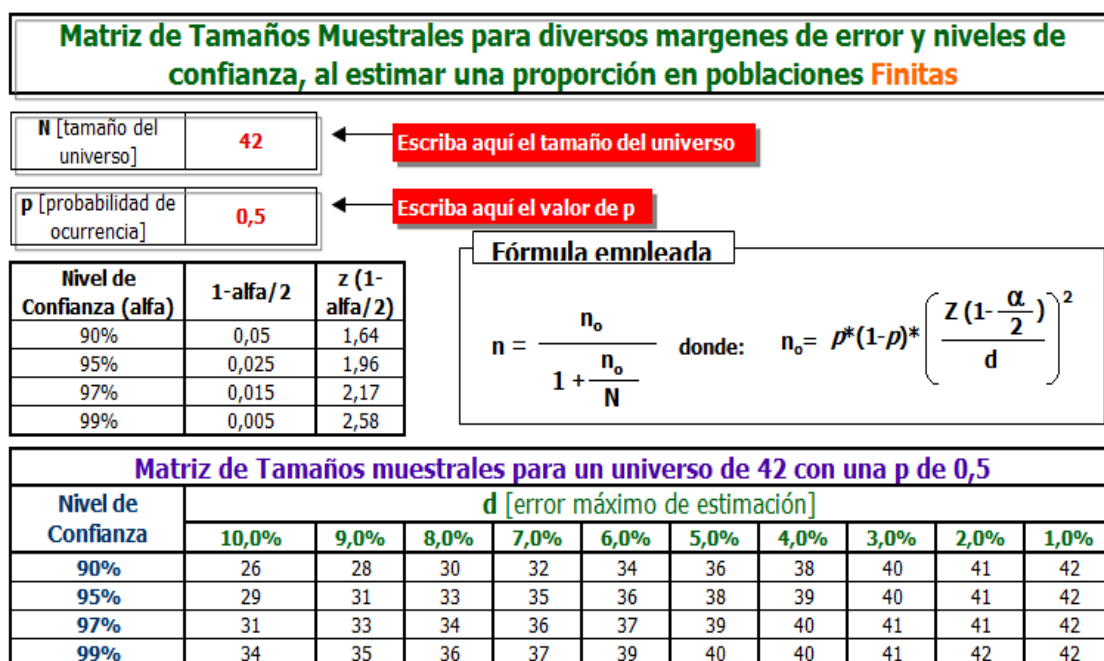 Matriz de Tamaños Muestrales para diversos margenes de error y niveles de
confianza, al estimar una proporción en poblaciones Finitas
N [tamaño del
universo]
42
Escriba aquí el tamaño del universo
p [probabilidad de
ocurrencia]
0,5
Escriba aquí el valor de p
Nivel de
Confianza (alfa)
1-alfa/2
z (1-
alfa/2)
90% 0,05 1,64
95% 0,025 1,96
97% 0,015 2,17
99% 0,005 2,58
Fórmula empleada
n = n₀ / (1 + n₀/N) donde: n₀= p*(1-p)* (Z (1- α/2) / d)²
Matriz de Tamaños muestrales para un universo de 42 con una p de 0,5
Nivel de
Confianza
d [error máximo de estimación]
10,0% 9,0% 8,0% 7,0% 6,0% 5,0% 4,0% 3,0% 2,0% 1,0%
90% 26 28 30 32 34 36 38 40 41 42
95% 29 31 33 35 36 38 39 40 41 42
97% 31 33 34 36 37 39 40 41 41 42
99% 34 35 36 37 39 40 40 41 42 42